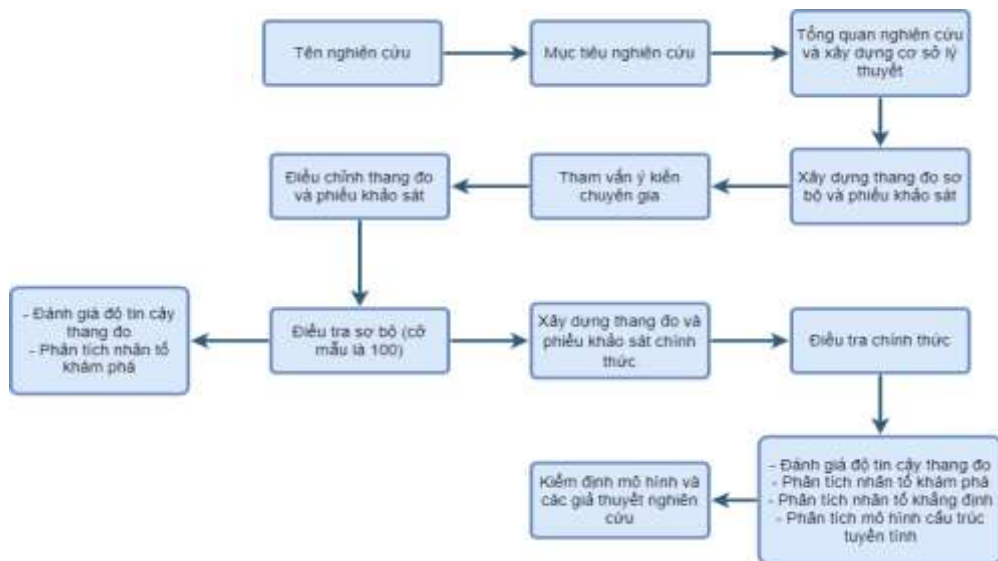 Tên nghiên cứu
Mục tiêu nghiên cứu
Tổng quan nghiên cứu
và xây dựng cơ sở lý
thuyết
Điều chỉnh thang đo
và phiếu khảo sát
Tham vấn ý kiến
chuyên gia
Xây dựng thang đo sơ
bộ và phiếu khảo sát
- Đánh giá độ tin cậy
thang đo
- Phân tích nhân tố
khám phá
Điều tra sơ bộ (cỡ
mẫu là 100)
Xây dựng thang đo và
phiếu khảo sát chính
thức
Điều tra chính thức
Kiểm định mô hình và
các giả thuyết nghiên
cứu
- Đánh giá độ tin cậy thang đo
- Phân tích nhân tố khám phá
- Phân tích nhân tố khẳng định
- Phân tích mô hình cấu trúc
tuyến tính